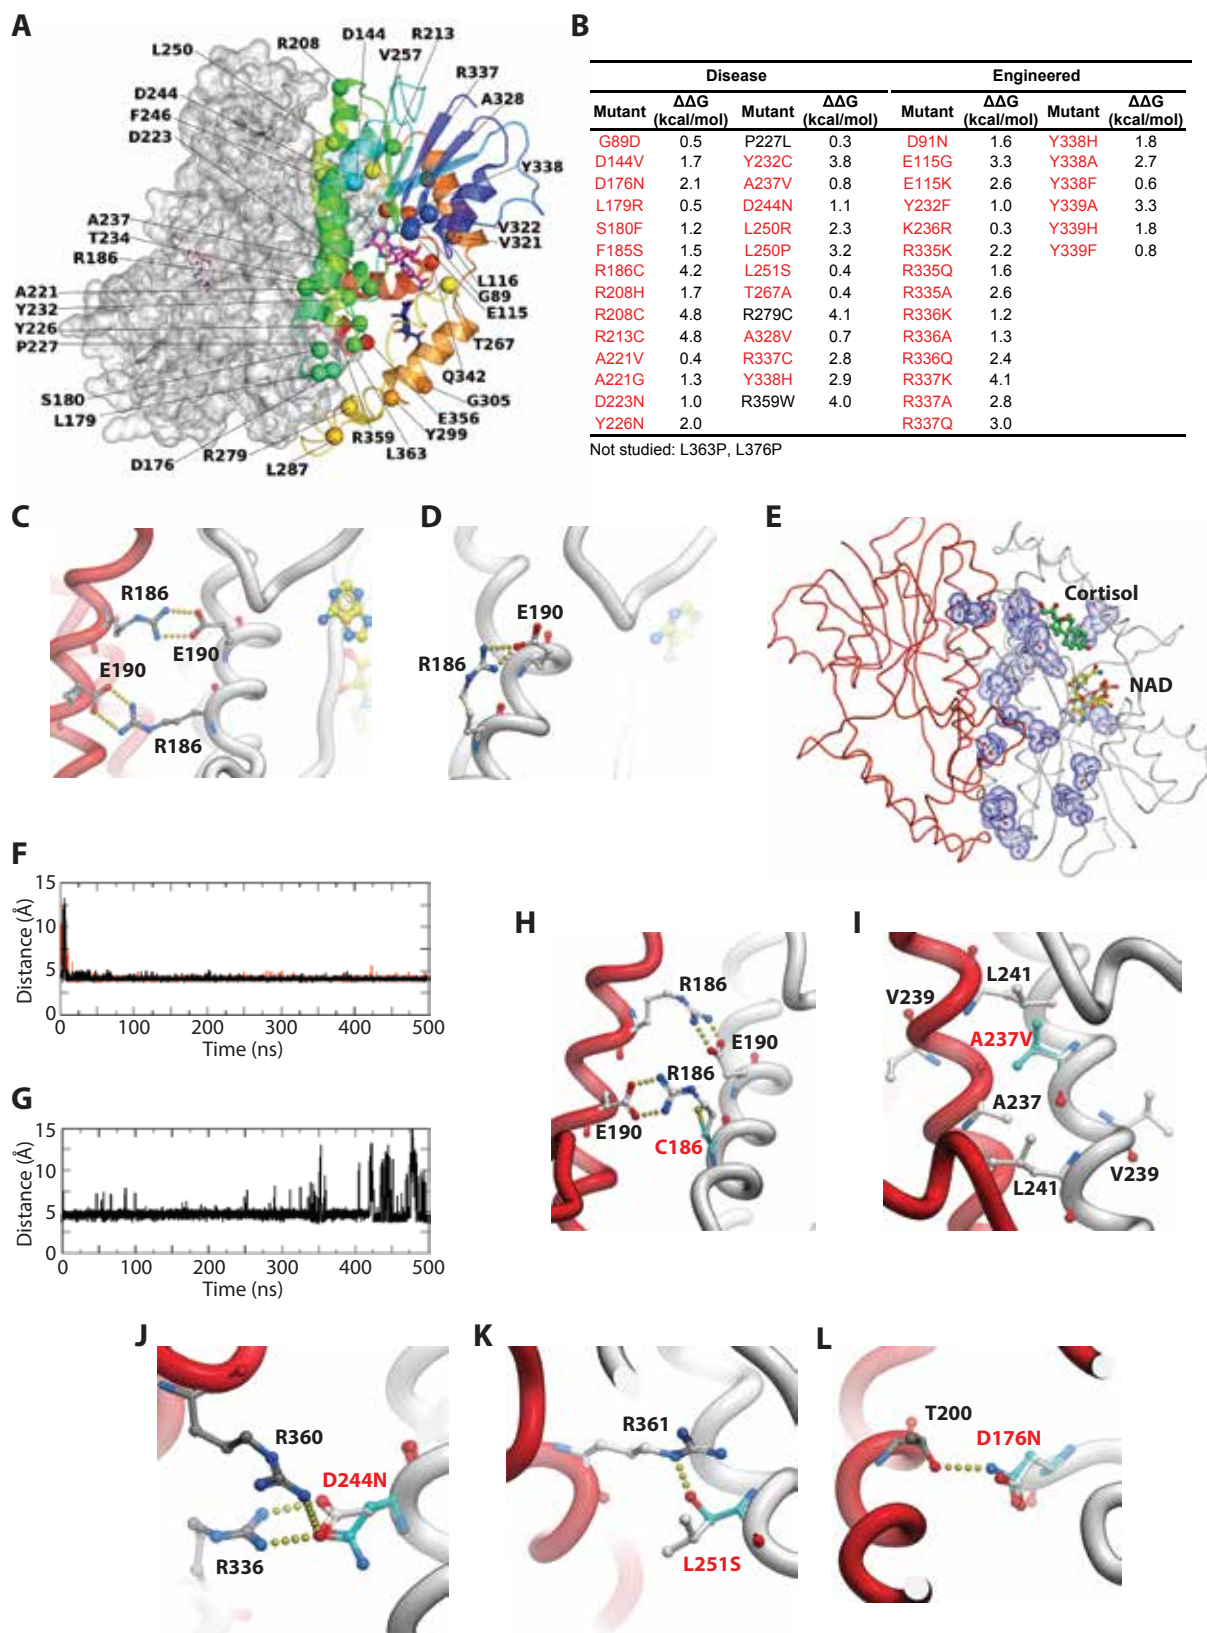 A
L250
R208
D144
R213
V257
R337
A328
D244
F246
D223
Y338
A237
T234
R186
V322
V321
A221
Y232
Y226
P227
L116
G89
E115
T267
S180
L179
Q342
G305
E356
Y299
R359
L363
D176
R279
L287
B
Disease Engineered
Mutant ΔΔG (kcal/mol) Mutant ΔΔG (kcal/mol) Mutant ΔΔG (kcal/mol) Mutant ΔΔG (kcal/mol)
G89D 0.5 P227L 0.3 D91N 1.6 Y338H 1.8
D144V 1.7 Y232C 3.8 E115G 3.3 Y338A 2.7
D176N 2.1 A237V 0.8 E115K 2.6 Y338F 0.6
L179R 0.5 D244N 1.1 Y232F 1.0 Y339A 3.3
S180F 1.2 L250R 2.3 K236R 0.3 Y339H 1.8
F185S 1.5 L250P 3.2 R335K 2.2 Y339F 0.8
R186C 4.2 L251S 0.4 R335Q 1.6
R208H 1.7 T267A 0.4 R335A 2.6
R208C 4.8 R279C 4.1 R336K 1.2
R213C 4.8 A328V 0.7 R336A 1.3
A221V 0.4 R337C 2.8 R336Q 2.4
A221G 1.3 Y338H 2.9 R337K 4.1
D223N 1.0 R359W 4.0 R337A 2.8
Y226N 2.0 R337Q 3.0
Not studied: L363P, L376P
C
R186
E190
E190
R186
D
E190
R186
E
Cortisol
NAD
F
Distance (Å)
15
10
5
0
0 100 200 300 400 500
Time (ns)
G
Distance (Å)
15
10
5
0
0 100 200 300 400 500
Time (ns)
H
R186
E190
R186
E190
C186
I
L241
V239
A237V
A237
V239
L241
J
R360
D244N
R336
K
R361
L251S
L
T200
D176N